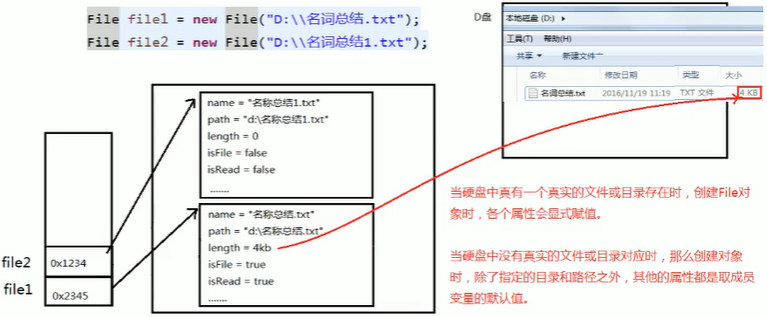 File file1 = new File("D:\\名词总结.txt");
File file2 = new File("D:\\名词总结1.txt");
D盘
本地磁盘 (D:)
工具(T) 帮助(H)
共享 新建文件
名称 修改日期 类型 大小
名词总结.txt 2016/11/19 11:19 TXT 文件 4 KB
name = "名称总结1.txt"
path = "d:\名称总结1.txt"
length = 0
isFile = false
isRead = false
.......
name = "名称总结.txt"
path = "d:\名称总结.txt"
length = 4kb
isFile = true
isRead = true
.......
file2 0x1234
file1 0x2345
当硬盘中真有一个真实的文件或目录存在时，创建File对
象时，各个属性会显式赋值。
当硬盘中没有真实的文件或目录对应时，那么创建对象
时，除了指定的目录和路径之外，其他的属性都是取成员
变量的默认值。